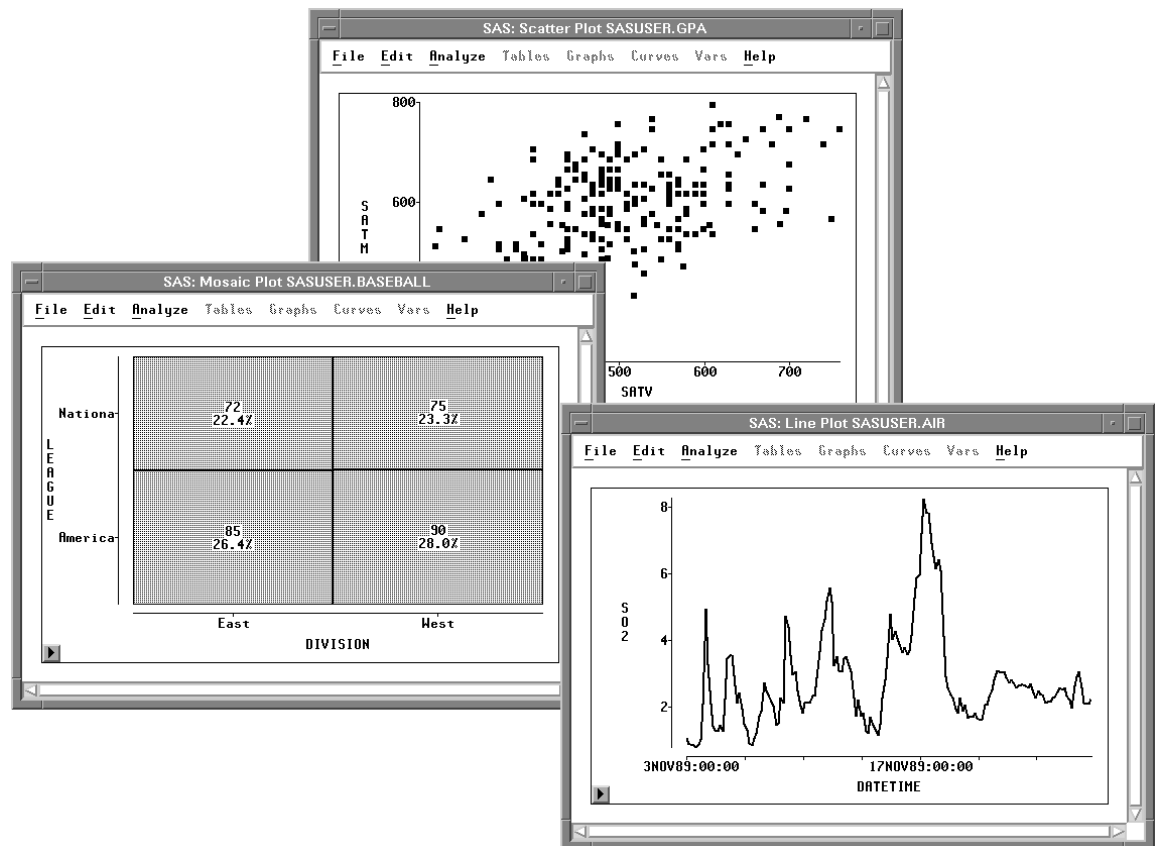 SAS: Scatter Plot SASUSER.GPA
File Edit Analyze Tables Graphs Curves Vars Help
800
600
SATM
500 600 700
SATV
SAS: Mosaic Plot SASUSER.BASEBALL
File Edit Analyze Tables Graphs Curves Vars Help
Nationa
72
22.4%
75
23.3%
LEAGUE
America
85
26.4%
90
28.0%
East West
DIVISION
SAS: Line Plot SASUSER.AIR
File Edit Analyze Tables Graphs Curves Vars Help
8
6
SO2
4
2
3NOV89:00:00 17NOV89:00:00
DATETIME